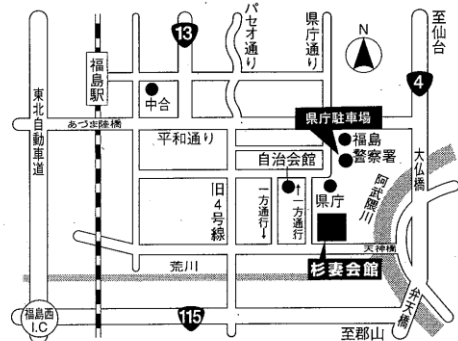 13
パセオ通り
県庁通り
N
至仙台
4
福島駅
中合
県庁駐車場
東北自動車道
あづま陸橋
平和通り
福島
警察署
自治会館
大仏橋
阿武隈川
旧4号線
一方通行↓
↑一方通行
県庁
天神橋
荒川
杉妻会館
弁天橋
福島西
I.C
115
至郡山